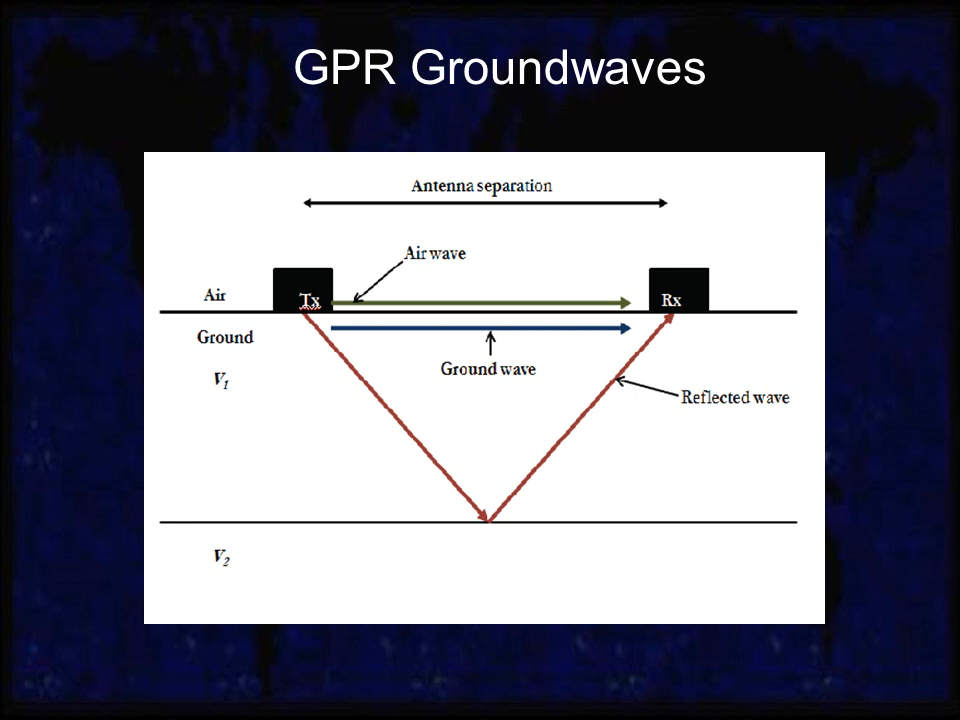 GPR Groundwaves
Antenna separation
Air wave
Air
Tx
Rx
Ground
Ground wave
V1
Reflected wave
V2